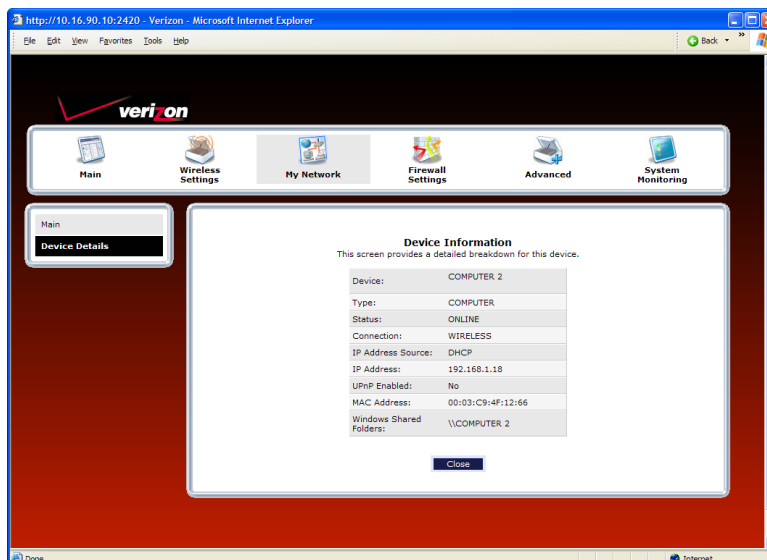 http://10.16.90.10:2420 - Verizon - Microsoft Internet Explorer
File Edit View Favorites Tools Help
Back »
verizon
Main
Wireless Settings
My Network
Firewall Settings
Advanced
System Monitoring
Main
Device Details
Device Information
This screen provides a detailed breakdown for this device.
Device: COMPUTER 2
Type: COMPUTER
Status: ONLINE
Connection: WIRELESS
IP Address Source: DHCP
IP Address: 192.168.1.18
UPnP Enabled: No
MAC Address: 00:03:C9:4F:12:66
Windows Shared Folders: \\COMPUTER 2
Close
Done
Internet